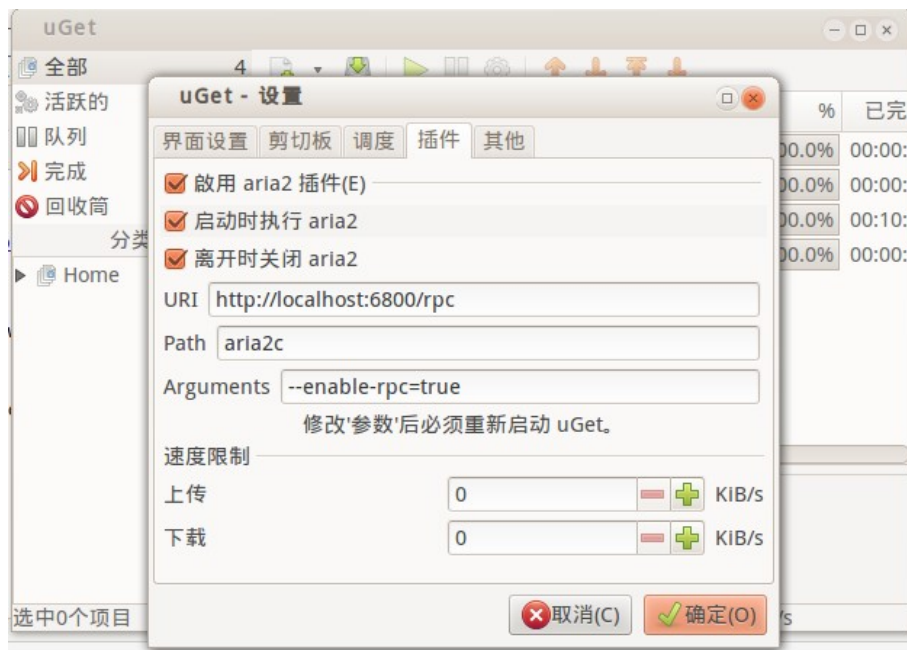 uGet
全部 4
活跃的
队列
完成
回收筒
分类
Home
% 已完
00.0% 00:00:
00.0% 00:00:
00.0% 00:10:
00.0% 00:00:
uGet - 设置
界面设置 剪切板 调度 插件 其他
啟用 aria2 插件(E)
启动时执行 aria2
离开时关闭 aria2
URI http://localhost:6800/rpc
Path aria2c
Arguments --enable-rpc=true
修改'参数'后必须重新启动 uGet。
速度限制
上传 0 KiB/s
下载 0 KiB/s
取消(C) 确定(O)
选中0个项目 /s